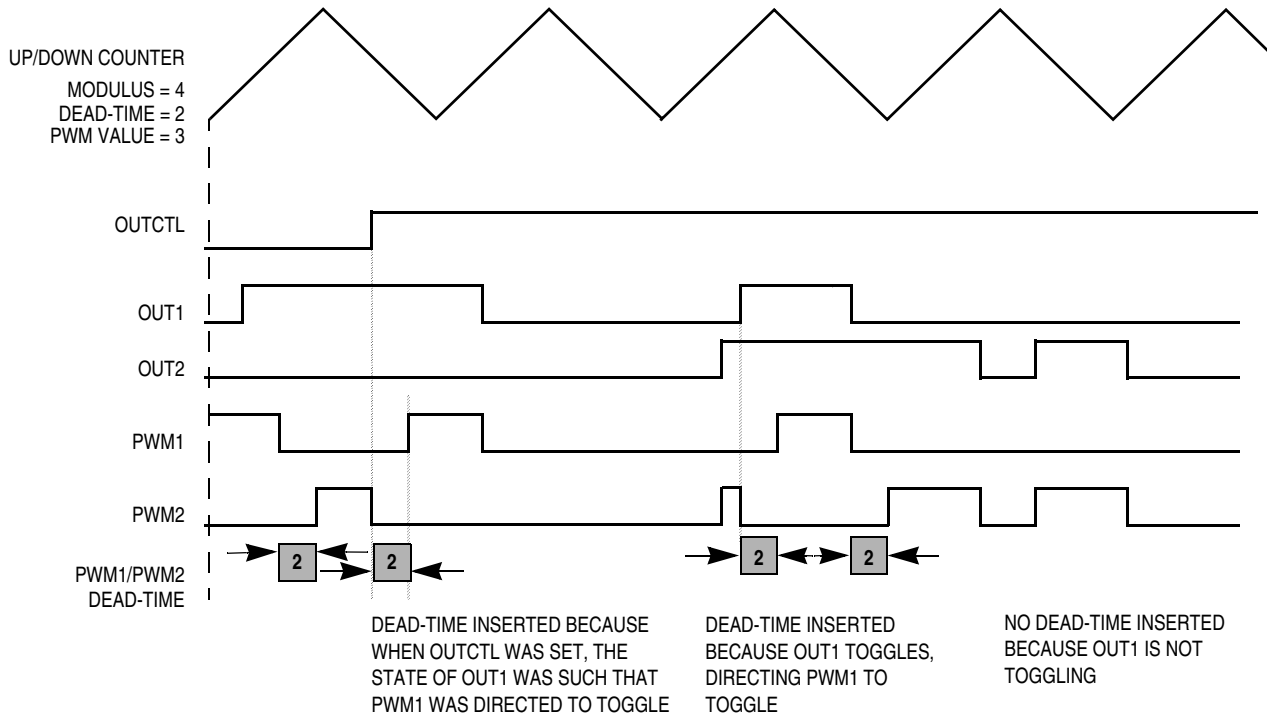 UP/DOWN COUNTER
MODULUS = 4
DEAD-TIME = 2
PWM VALUE = 3
OUTCTL
OUT1
OUT2
PWM1
PWM2
PWM1/PWM2
DEAD-TIME
2
2
2
2
DEAD-TIME INSERTED BECAUSE
WHEN OUTCTL WAS SET, THE
STATE OF OUT1 WAS SUCH THAT
PWM1 WAS DIRECTED TO TOGGLE
DEAD-TIME INSERTED
BECAUSE OUT1 TOGGLES,
DIRECTING PWM1 TO
TOGGLE
NO DEAD-TIME INSERTED
BECAUSE OUT1 IS NOT
TOGGLING